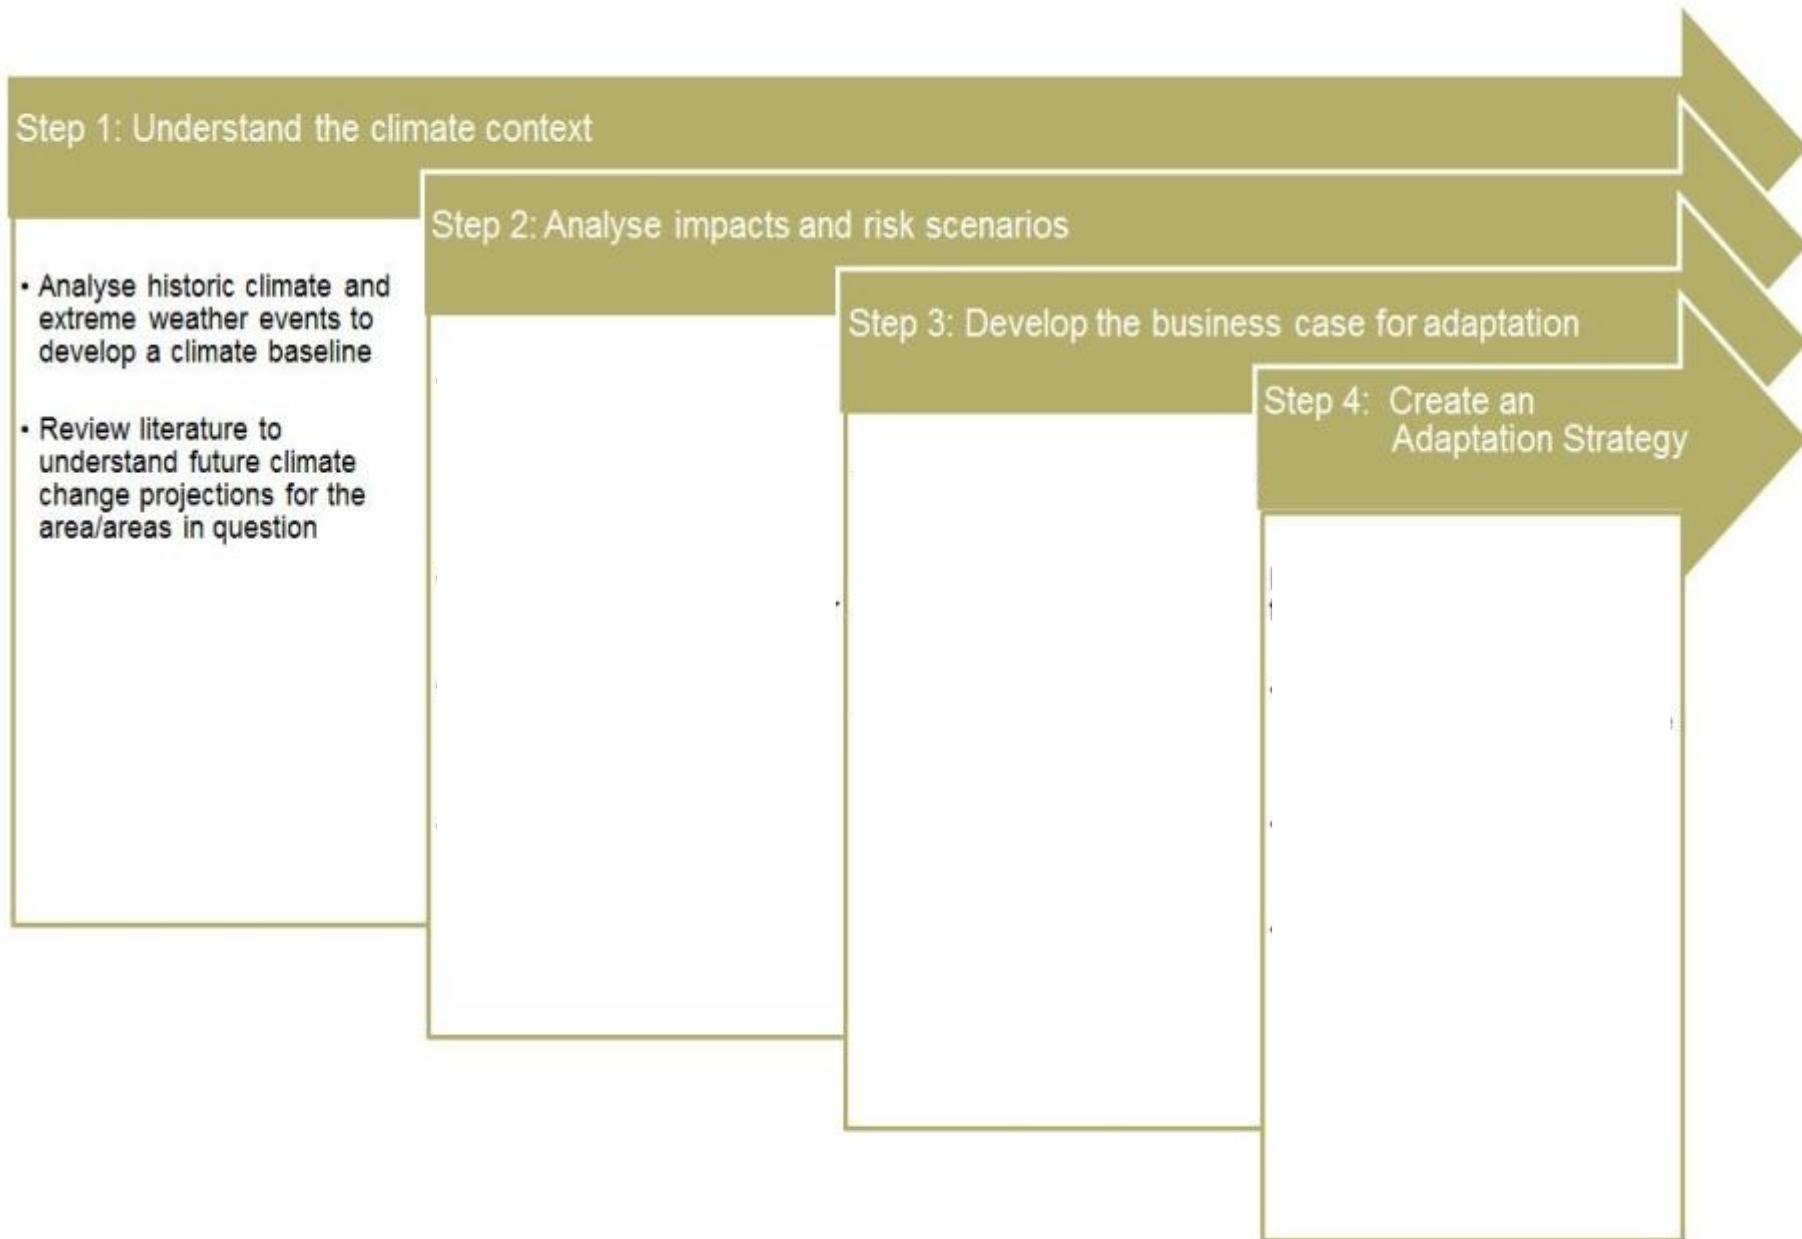 Step 1: Understand the climate context
• Analyse historic climate and
extreme weather events to
develop a climate baseline
• Review literature to
understand future climate
change projections for the
area/areas in question
Step 2: Analyse impacts and risk scenarios
Step 3: Develop the business case for adaptation
Step 4: Create an
Adaptation Strategy